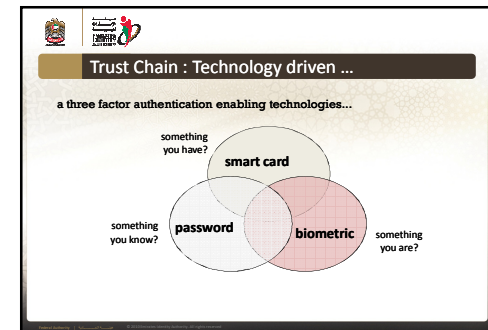 Trust Chain : Technology driven ...
a three factor authentication enabling technologies...
something
you have?
smart card
something
you know?
password
biometric
something
you are?